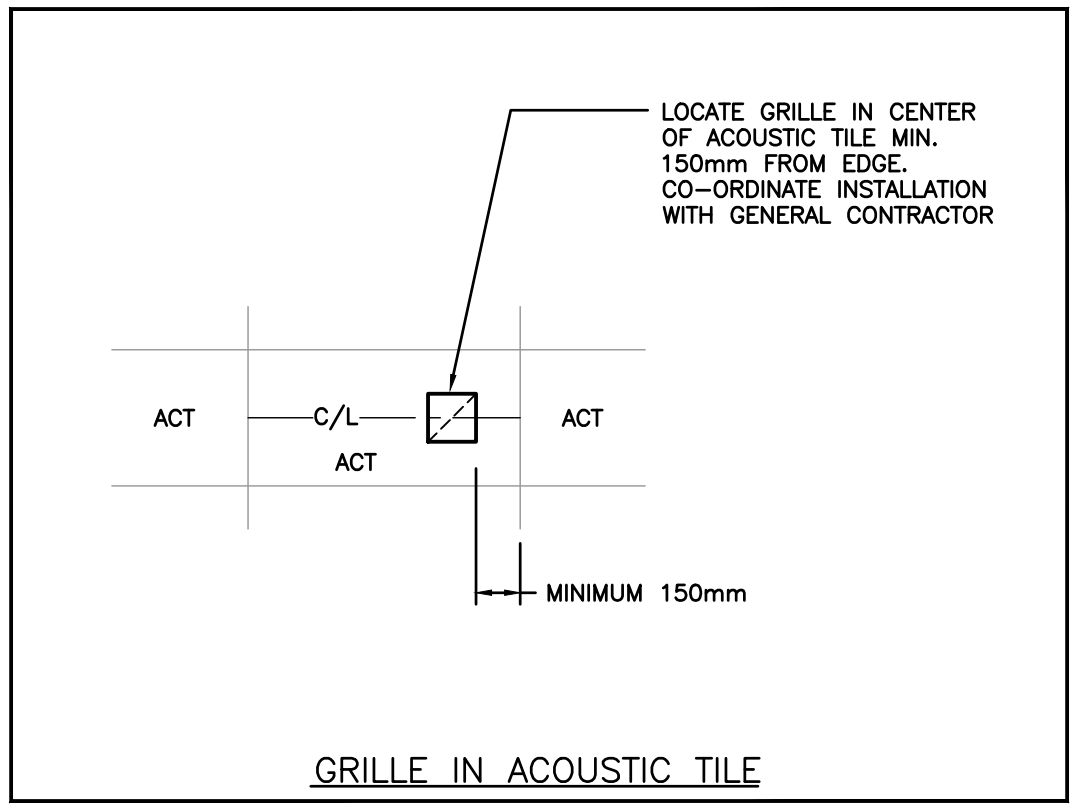 LOCATE GRILLE IN CENTER
OF ACOUSTIC TILE MIN.
150mm FROM EDGE.
CO-ORDINATE INSTALLATION
WITH GENERAL CONTRACTOR
ACT
C/L
ACT
ACT
MINIMUM 150mm
GRILLE IN ACOUSTIC TILE